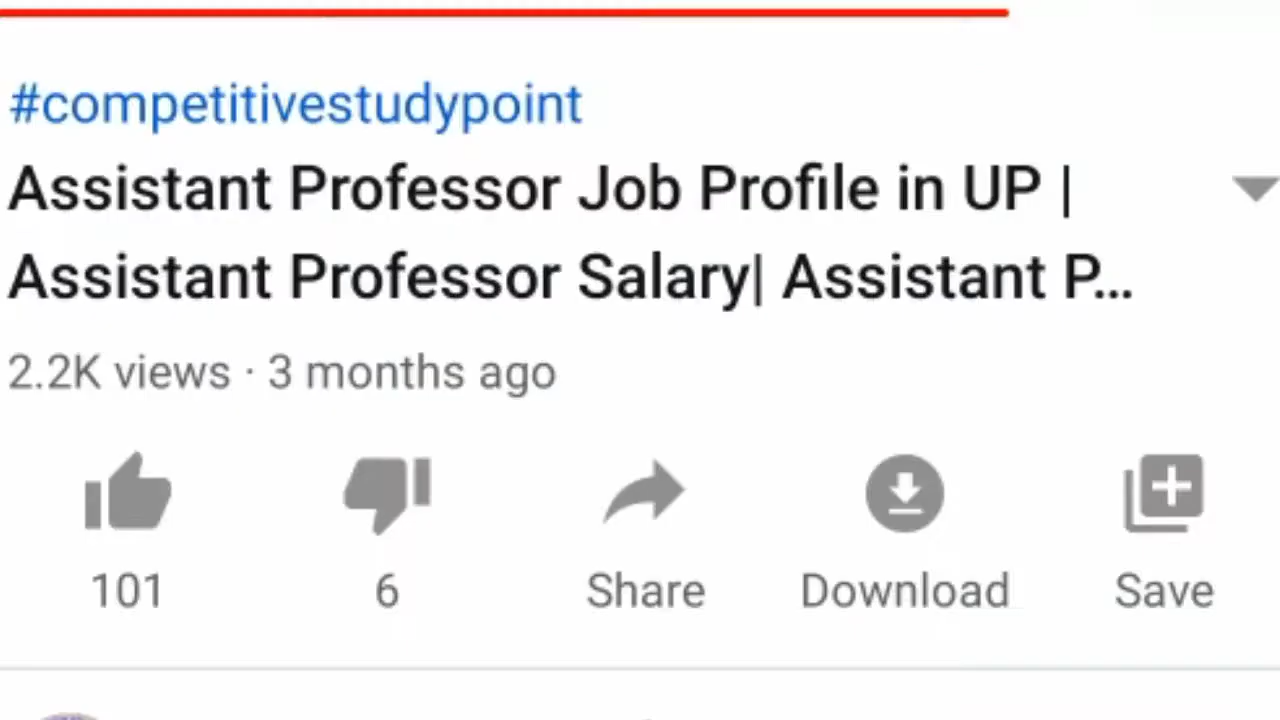 #competitivestudypoint
Assistant Professor Job Profile in UP |
Assistant Professor Salary| Assistant P...
2.2K views · 3 months ago
101 6 Share Download Save